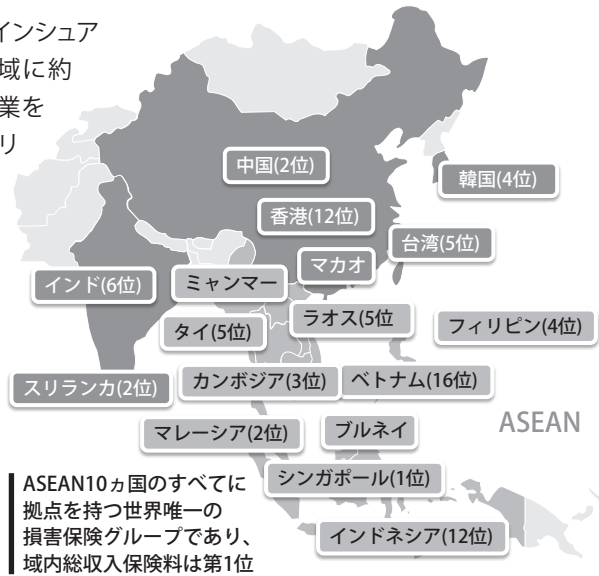 インシュア
域に約
業を
リ
中国(2位)
韓国(4位)
香港(12位)
台湾(5位)
マカオ
インド(6位)
ミャンマー
ラオス(5位
フィリピン(4位)
タイ(5位)
スリランカ(2位)
カンボジア(3位)
ベトナム(16位)
ASEAN
マレーシア(2位)
ブルネイ
シンガポール(1位)
インドネシア(12位)
ASEAN10ヵ国のすべてに
拠点を持つ世界唯一の
損害保険グループであり、
域内総収入保険料は第1位